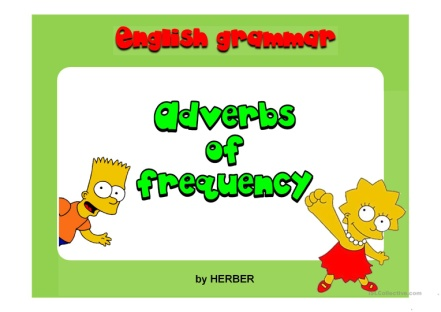 English grammar
adverbs
of
frequency
by HERBER